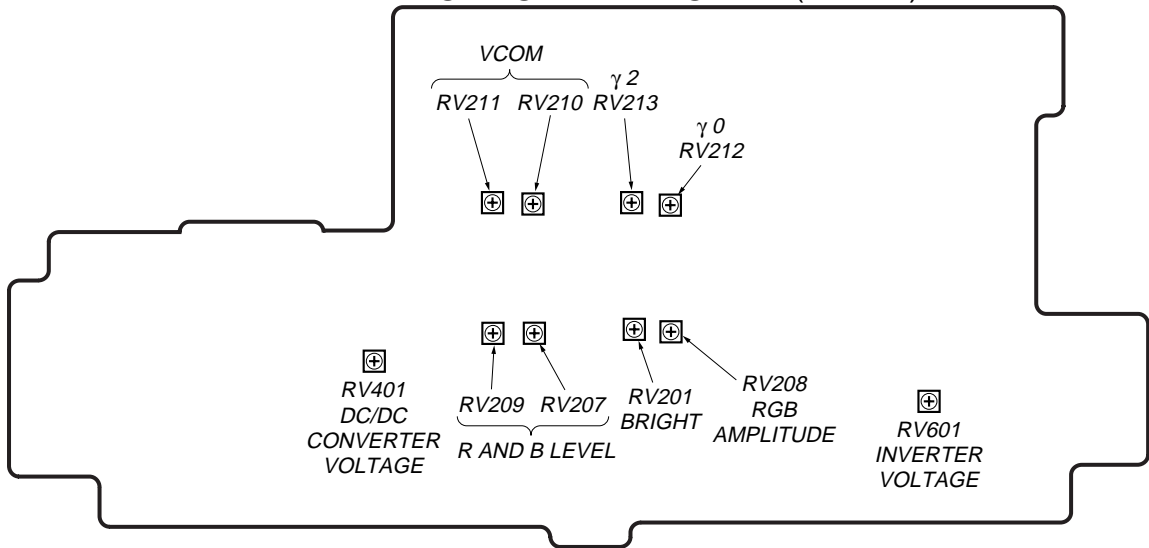 VCOM
RV211 RV210
γ 2
RV213
γ 0
RV212
RV401
DC/DC
CONVERTER
VOLTAGE
RV209 RV207
R AND B LEVEL
RV201
BRIGHT
RV208
RGB
AMPLITUDE
RV601
INVERTER
VOLTAGE